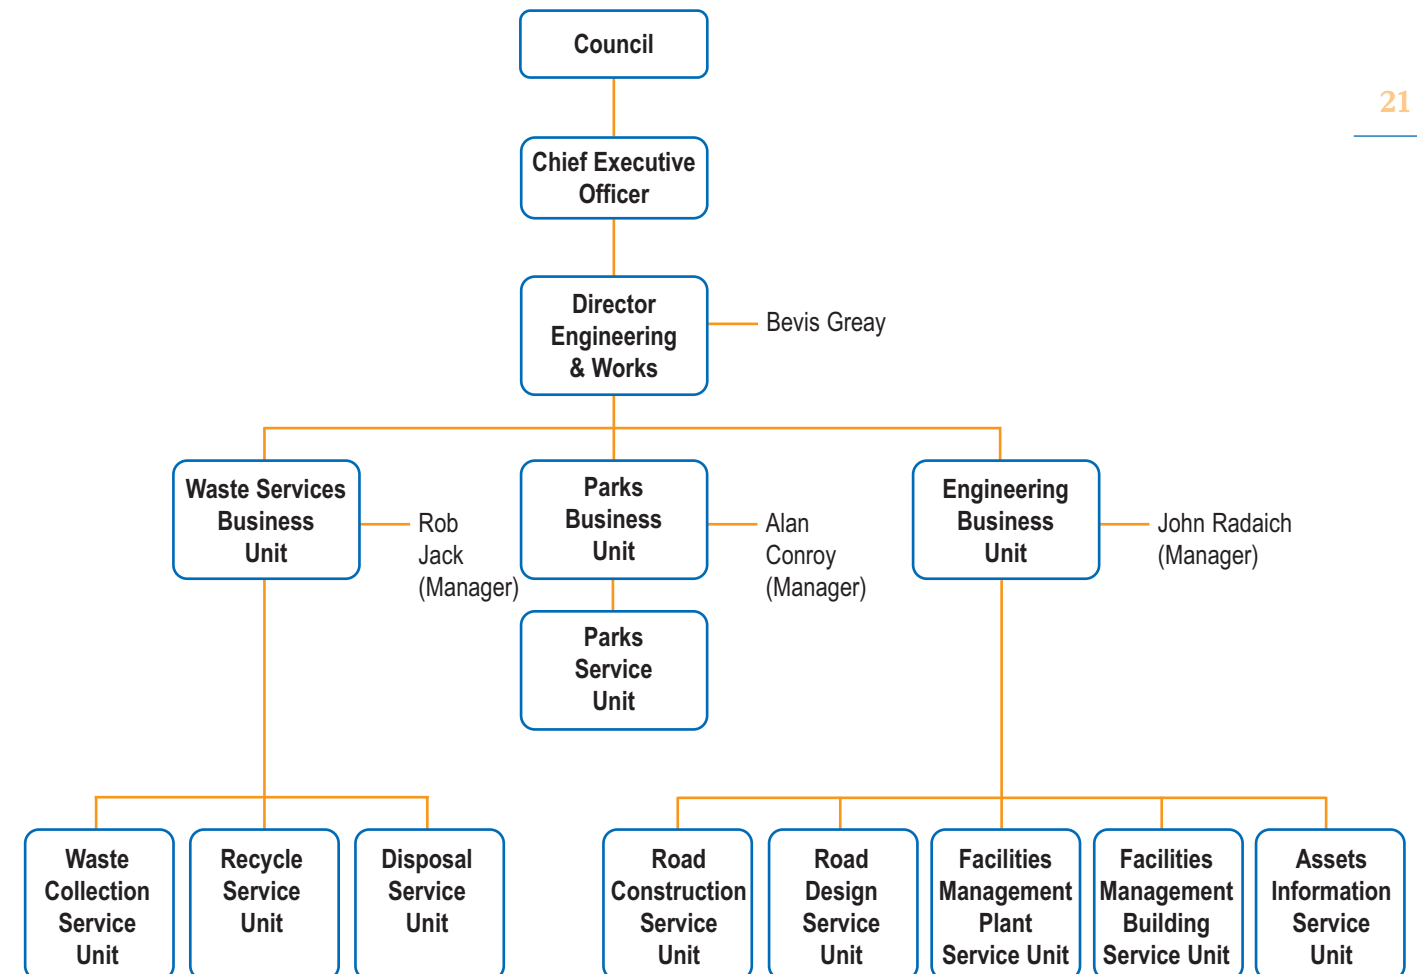 Council
21
Chief Executive
Officer
Director
Engineering
& Works
Bevis Greay
Waste Services
Business
Unit
Rob
Jack
(Manager)
Parks
Business
Unit
Alan
Conroy
(Manager)
Engineering
Business
Unit
John Radaich
(Manager)
Parks
Service
Unit
Waste
Collection
Service
Unit
Recycle
Service
Unit
Disposal
Service
Unit
Road
Construction
Service
Unit
Road
Design
Service
Unit
Facilities
Management
Plant
Service Unit
Facilities
Management
Building
Service Unit
Assets
Information
Service
Unit